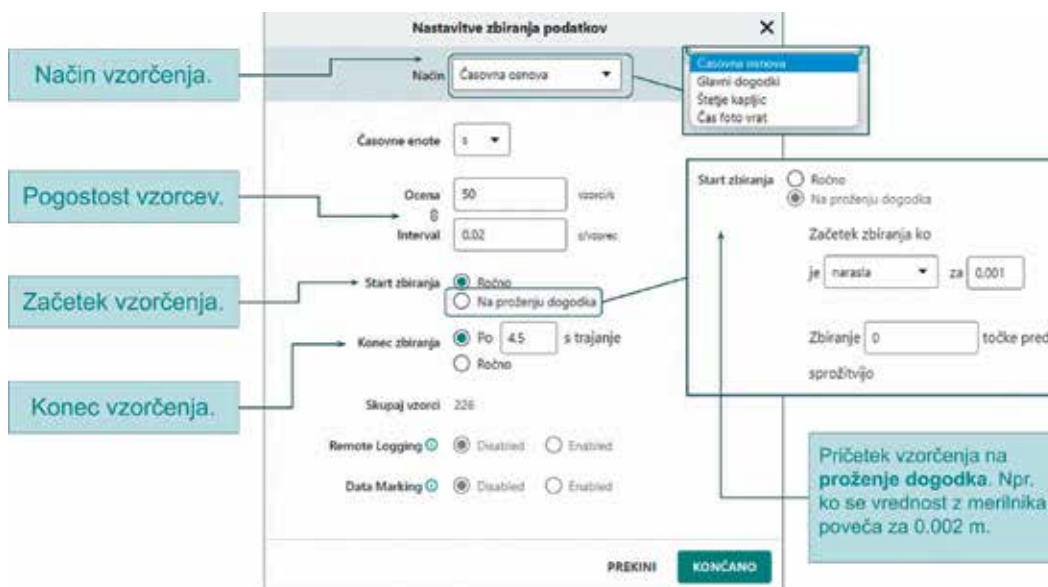 Nastavitve zbiranja podatkov
Način vzorčenja.
Način Časovna osnova
Časovna osnova
Glavni dogodki
Štetje kapljic
Čas foto vrat
Časovne enote s
Pogostost vzorcev.
Ocena 50 vzorci/s
Interval 0.02 s/vzorec
Začetek vzorčenja.
Start zbiranja Ročno
Na proženju dogodka
Konec vzorčenja.
Konec zbiranja Po 4.5 s trajanje
Ročno
Skupaj vzorci 226
Remote Logging Disabled Enabled
Data Marking Disabled Enabled
PREKINI KONČANO
Start zbiranja Ročno
Na proženju dogodka
Začetek zbiranja ko
je narasla za 0.001
Zbiranje 0 točke pred
sprožitvijo
Pričetek vzorčenja na
proženje dogodka. Npr.
ko se vrednost z merilnika
poveča za 0.002 m.